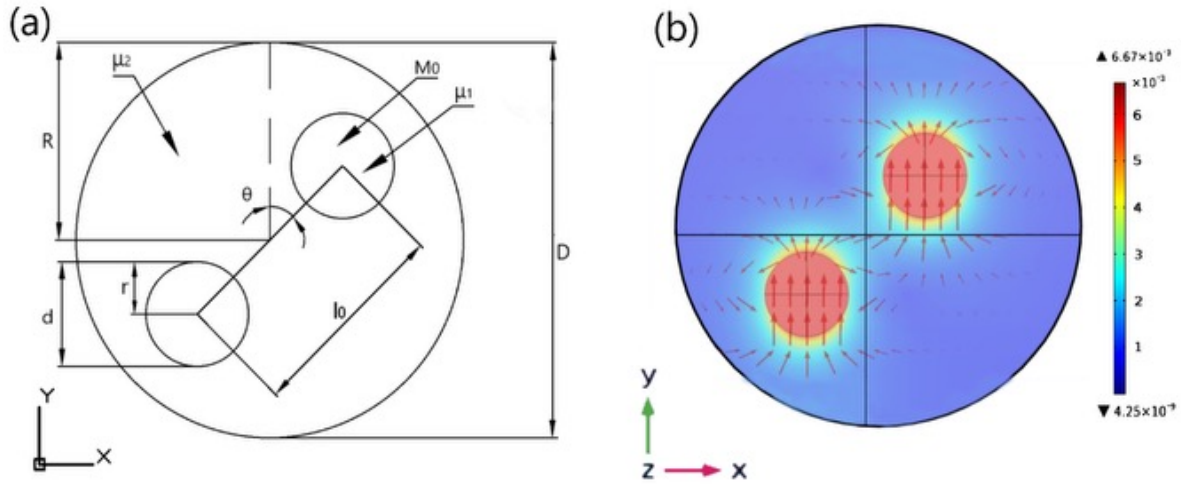 (a)
μ2
M0
μ1
R
θ
D
r
d
l0
Y
X
(b)
▲ 6.67×10⁻³
×10⁻³
6
5
4
3
2
1
▼ 4.25×10⁻⁹
y
z
x